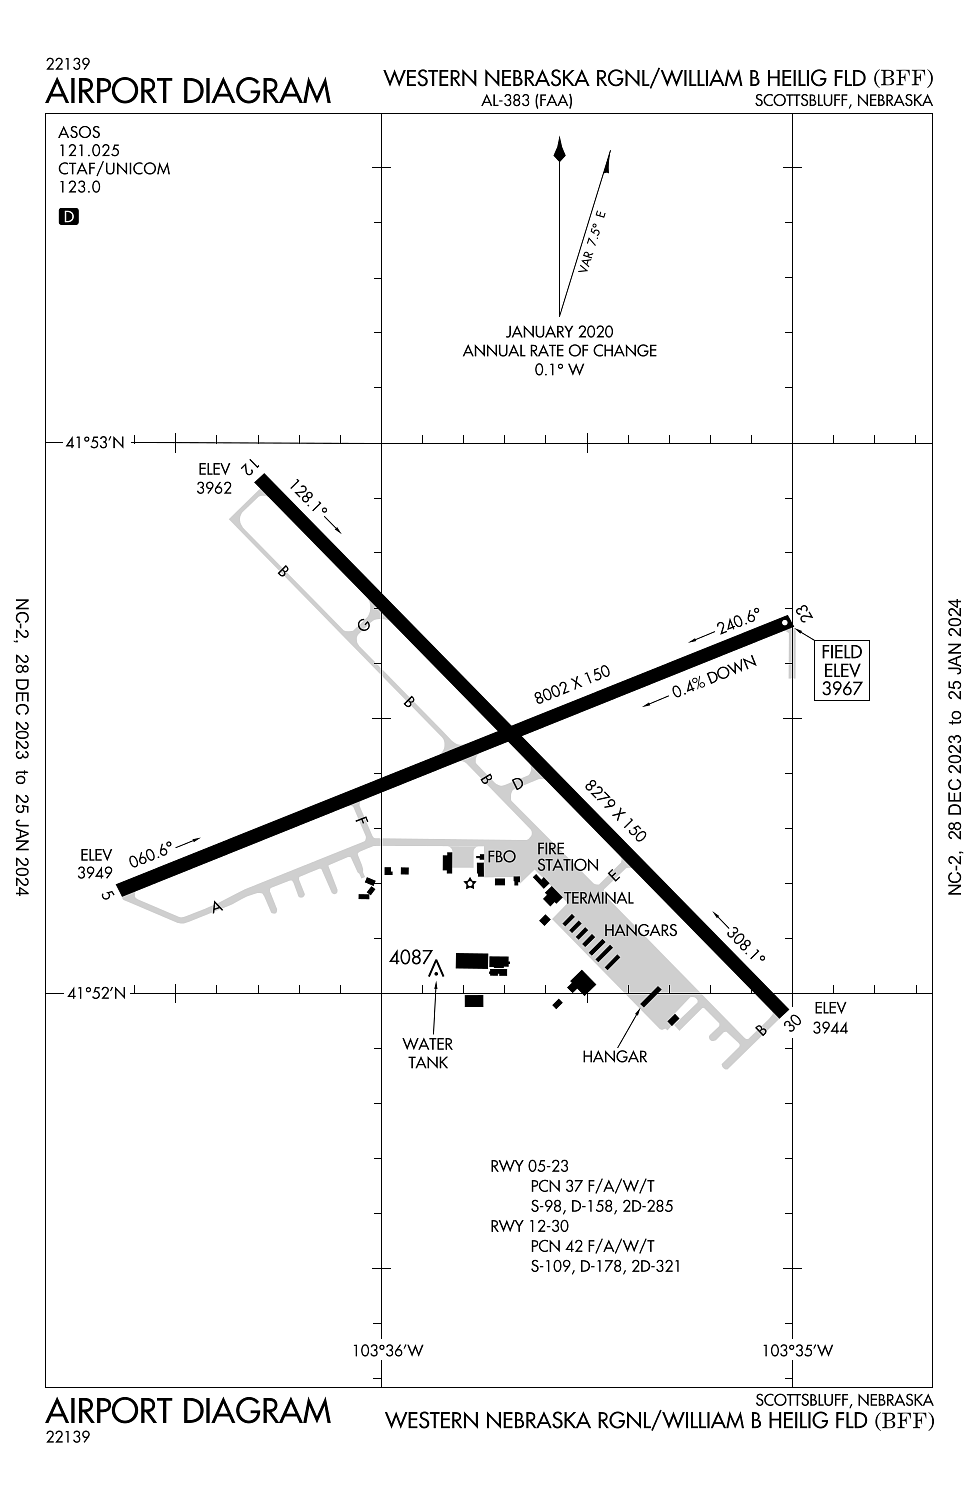 22139
AIRPORT DIAGRAM
WESTERN NEBRASKA RGNL/WILLIAM B HEILIG FLD (BFF)
AL-383 (FAA)
SCOTTSBLUFF, NEBRASKA
ASOS
121.025
CTAF/UNICOM
123.0
D
VAR 7.5° E
JANUARY 2020
ANNUAL RATE OF CHANGE
0.1° W
41°53'N
ELEV
3962
12
128.1°
B
G
B
23
240.6°
8002 X 150
0.4% DOWN
FIELD
ELEV
3967
NC-2, 28 DEC 2023 to 25 JAN 2024
NC-2, 28 DEC 2023 to 25 JAN 2024
B
D
8279 X 150
F
060.6°
ELEV
3949
5
A
FBO
FIRE
STATION
E
TERMINAL
HANGARS
308.1°
4087
41°52'N
WATER
TANK
HANGAR
B
30
ELEV
3944
RWY 05-23
PCN 37 F/A/W/T
S-98, D-158, 2D-285
RWY 12-30
PCN 42 F/A/W/T
S-109, D-178, 2D-321
103°36'W
103°35'W
AIRPORT DIAGRAM
22139
SCOTTSBLUFF, NEBRASKA
WESTERN NEBRASKA RGNL/WILLIAM B HEILIG FLD (BFF)